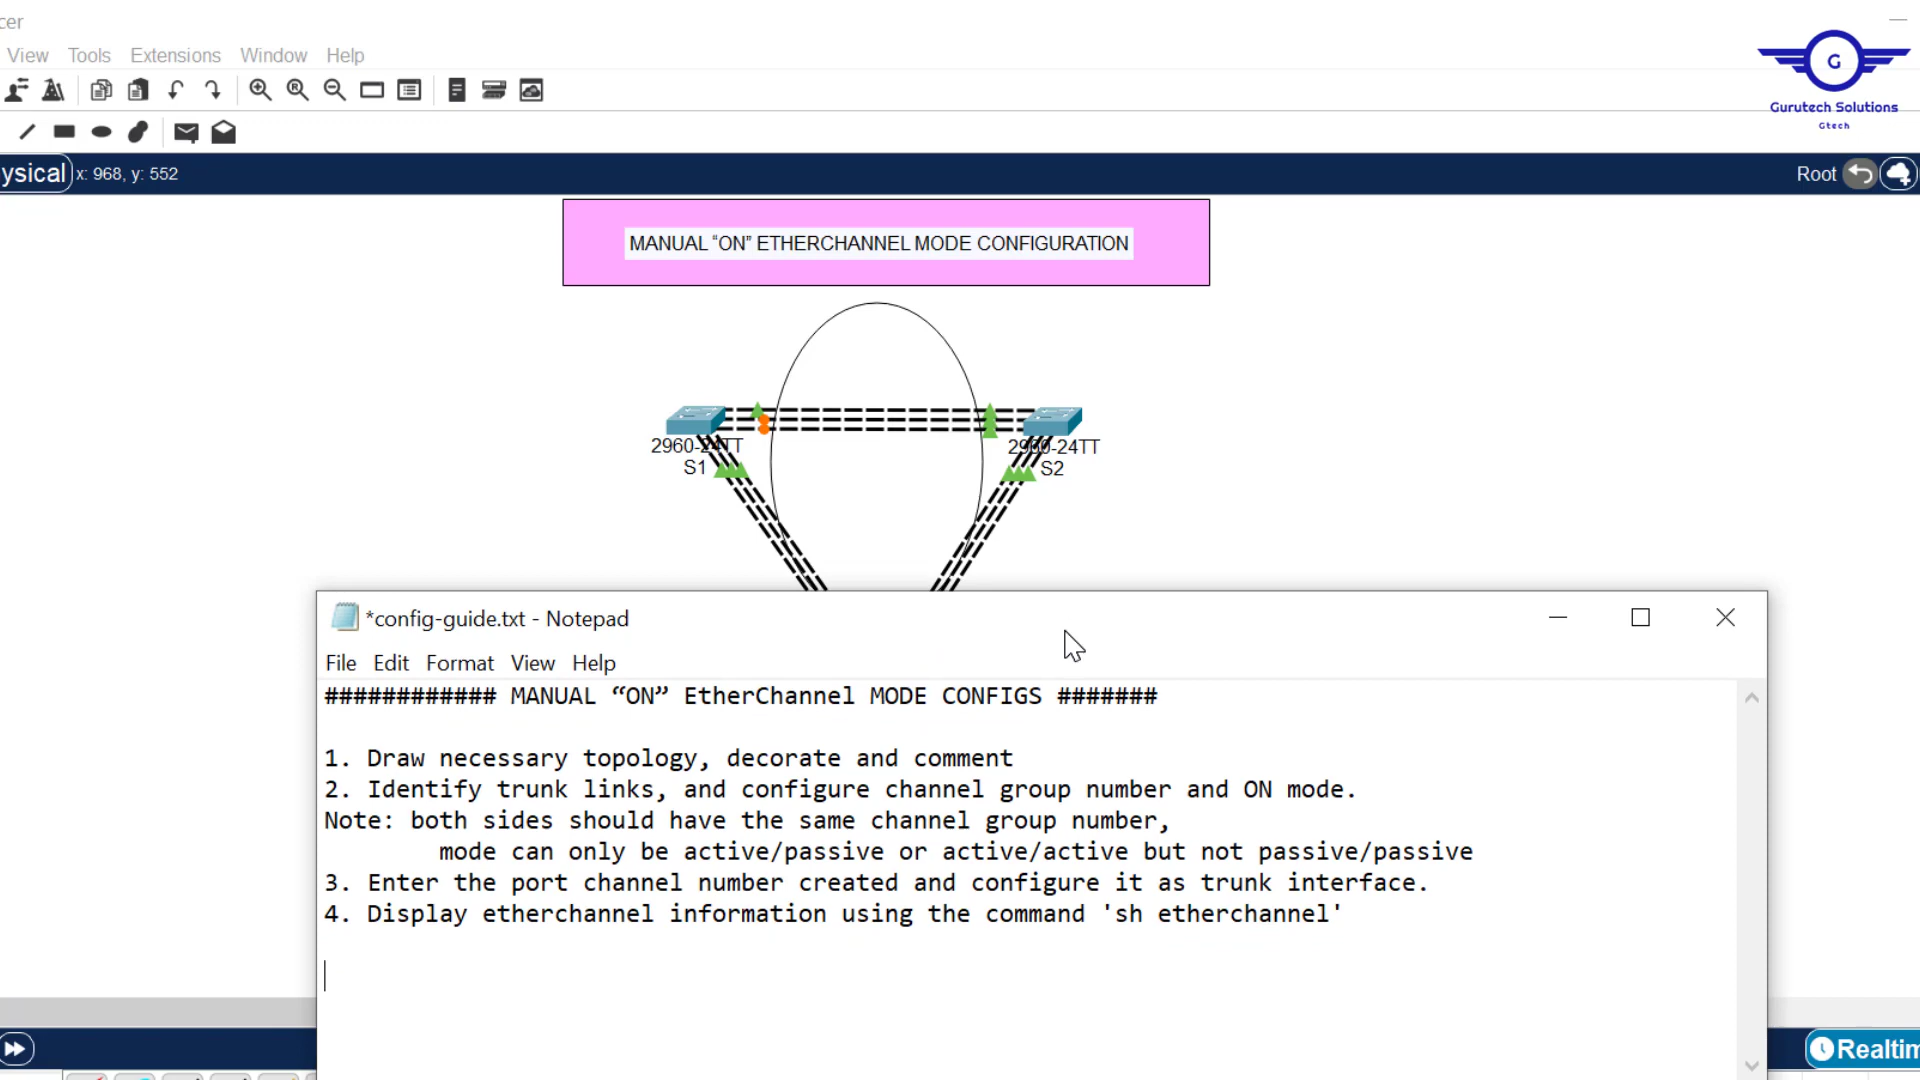 cer
View Tools Extensions Window Help
G
Gurutech Solutions
Gtech
ysical x: 968, y: 552
Root
MANUAL “ON” ETHERCHANNEL MODE CONFIGURATION
2960-24TT
S1
2960-24TT
S2
*config-guide.txt - Notepad
File Edit Format View Help
############ MANUAL “ON” EtherChannel MODE CONFIGS #######
1. Draw necessary topology, decorate and comment
2. Identify trunk links, and configure channel group number and ON mode.
Note: both sides should have the same channel group number,
mode can only be active/passive or active/active but not passive/passive
3. Enter the port channel number created and configure it as trunk interface.
4. Display etherchannel information using the command 'sh etherchannel'
Realtim